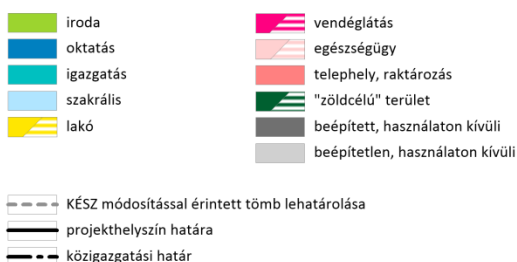 iroda
oktatás
igazgatás
szakrális
lakó
vendéglátás
egészségügy
telephely, raktározás
"zöldcélú" terület
beépített, használaton kívüli
beépítetlen, használaton kívüli
KÉSZ módosítással érintett tömb lehatárolása
projekthelyszín határa
közigazgatási határ